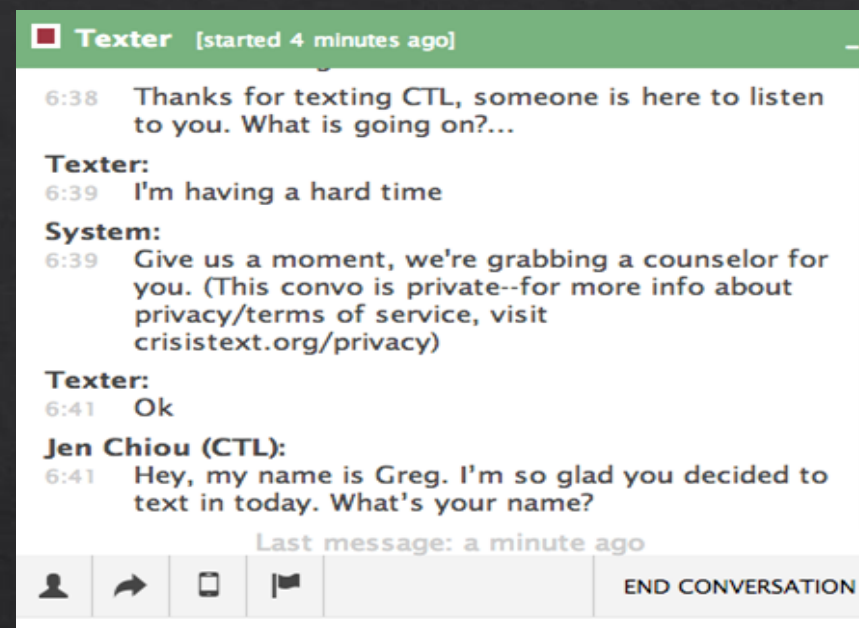 Texter [started 4 minutes ago]
6:38 Thanks for texting CTL, someone is here to listen
to you. What is going on?...
Texter:
6:39 I'm having a hard time
System:
6:39 Give us a moment, we're grabbing a counselor for
you. (This convo is private--for more info about
privacy/terms of service, visit
crisistext.org/privacy)
Texter:
6:41 Ok
Jen Chiou (CTL):
6:41 Hey, my name is Greg. I'm so glad you decided to
text in today. What's your name?
Last message: a minute ago
END CONVERSATION